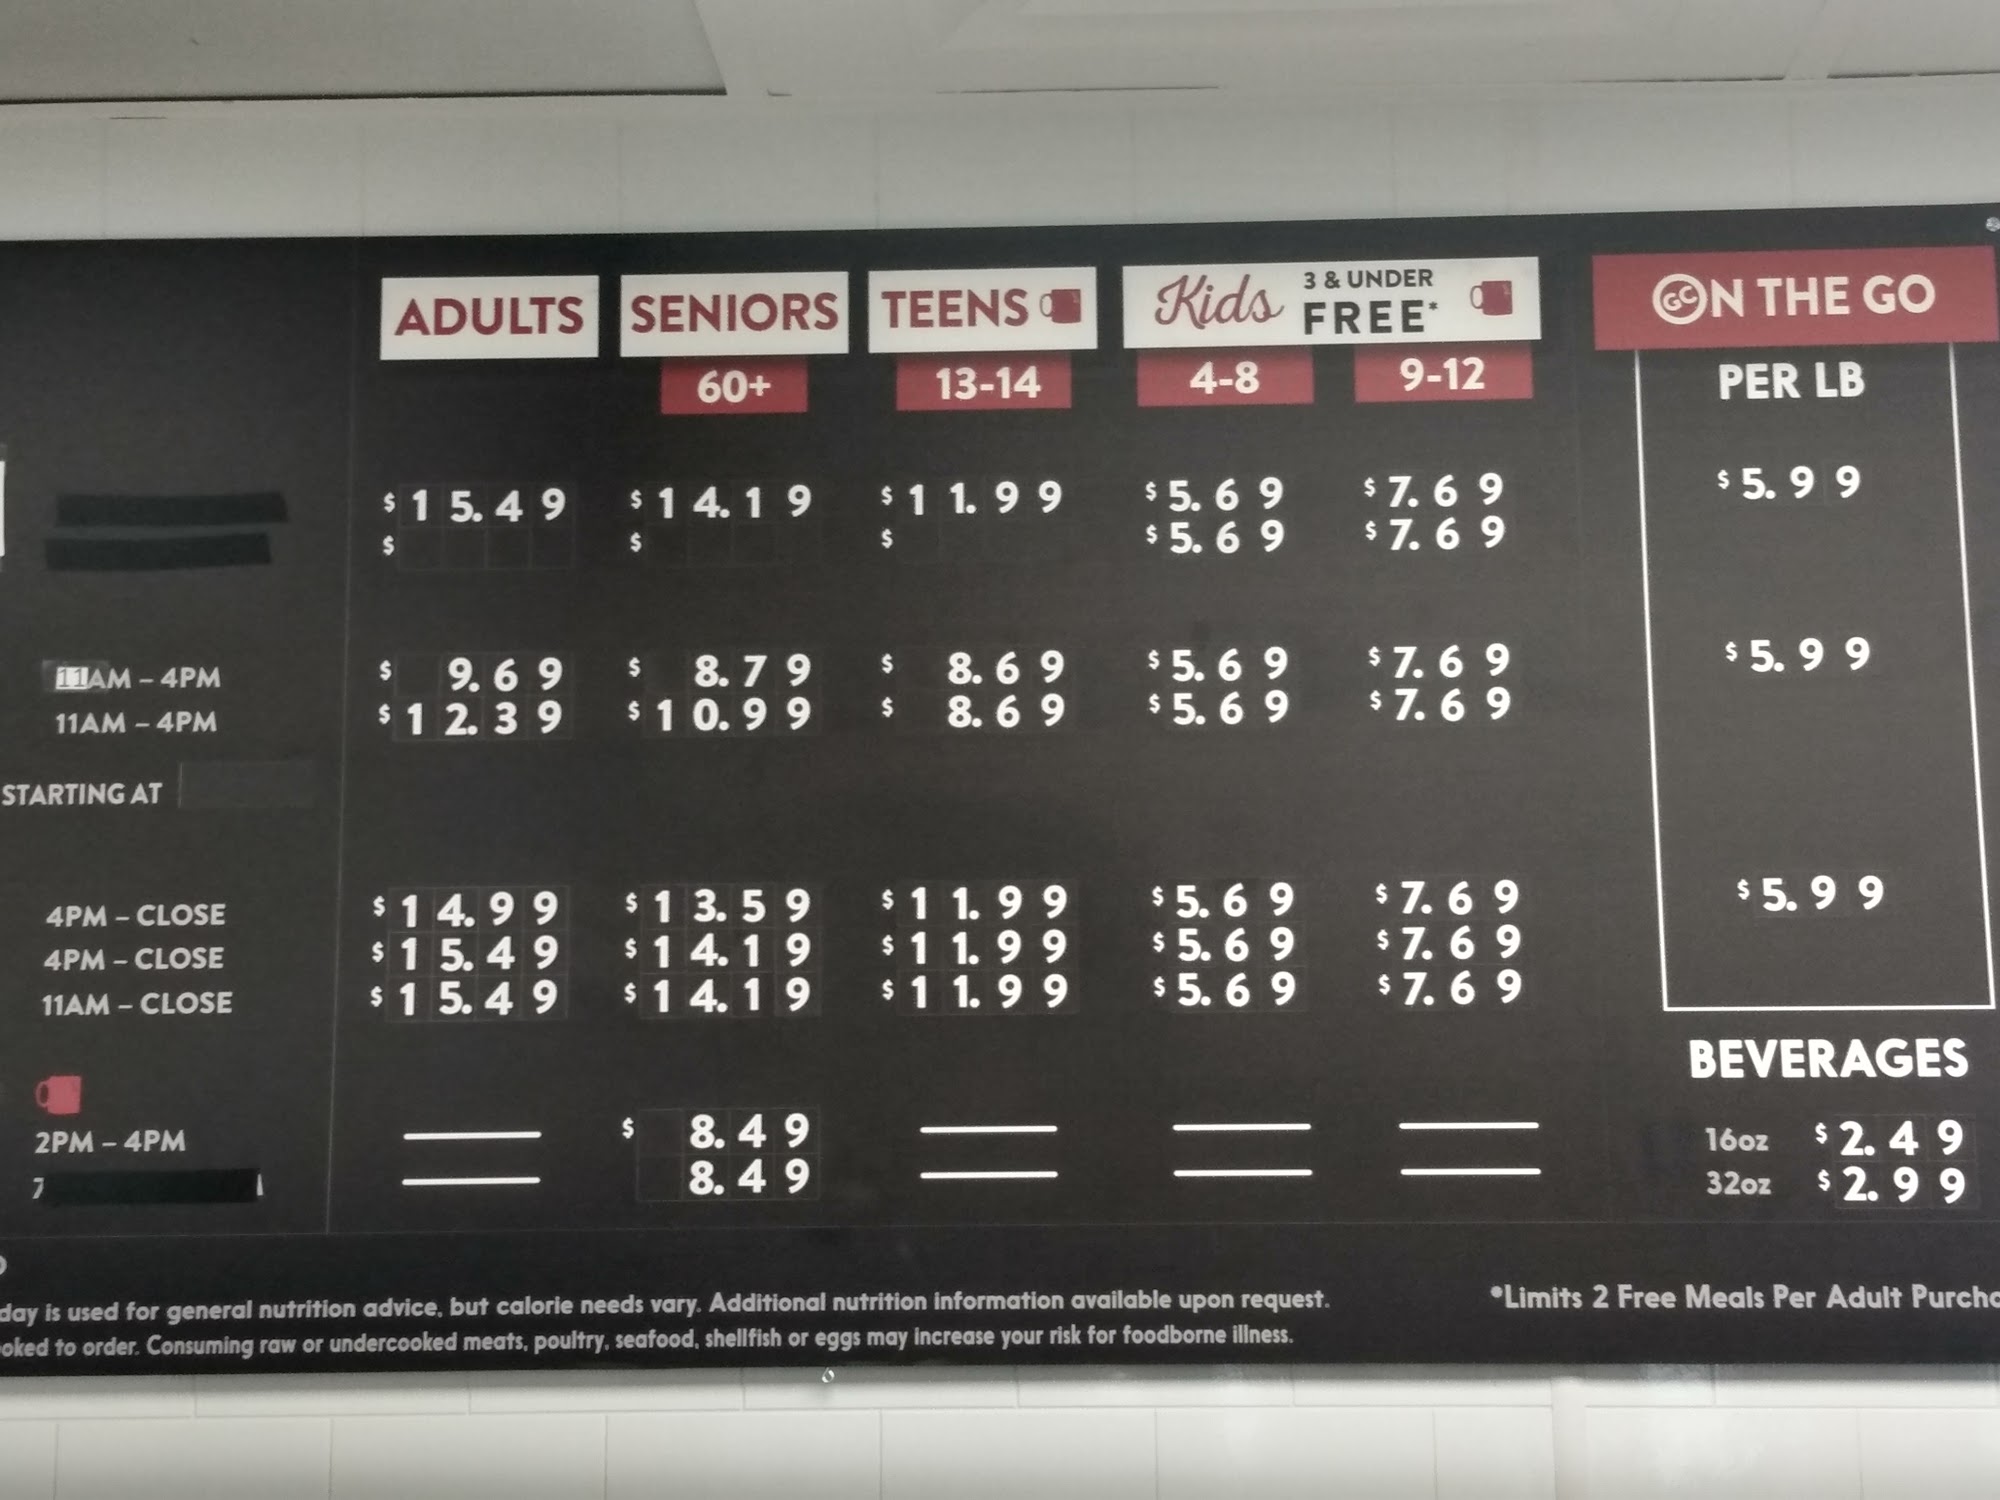 ADULTS SENIORS TEENS Kids 3 & UNDER FREE* GC ON THE GO
60+ 13-14 4-8 9-12 PER LB
$15.49 $14.19 $11.99 $5.69 $7.69 $5.99
$ $ $ $5.69 $7.69
11AM – 4PM $9.69 $8.79 $8.69 $5.69 $7.69 $5.99
11AM – 4PM $12.39 $10.99 $8.69 $5.69 $7.69
STARTING AT
4PM – CLOSE $14.99 $13.59 $11.99 $5.69 $7.69 $5.99
4PM – CLOSE $15.49 $14.19 $11.99 $5.69 $7.69
11AM – CLOSE $15.49 $14.19 $11.99 $5.69 $7.69
BEVERAGES
2PM – 4PM $8.49 16oz $2.49
7 8.49 32oz $2.99
day is used for general nutrition advice, but calorie needs vary. Additional nutrition information available upon request. *Limits 2 Free Meals Per Adult Purcha
oked to order. Consuming raw or undercooked meats, poultry, seafood, shellfish or eggs may increase your risk for foodborne illness.